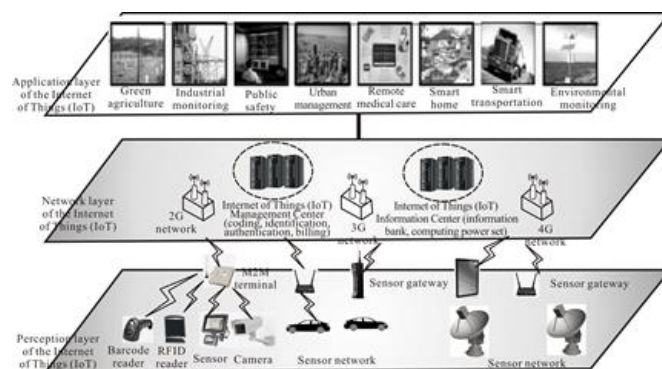 Application layer
of the Internet
of Things (IoT)
Green
agriculture
Industrial
monitoring
Public
safety
Urban
management
Remote
medical care
Smart
home
Smart
transportation
Environmental
monitoring
Network layer
of the Internet
of Things (IoT)
2G
network
Internet of Things (IoT)
Management Center
(coding, identification,
authentication, billing)
3G
network
Internet of Things (IoT)
Information Center (information
bank, computing power set)
4G
network
M2M
terminal
Sensor gateway
Sensor gateway
Perception layer
of the Internet
of Things (IoT)
Barcode
reader
RFID
reader
Sensor
Camera
Sensor network
Sensor network